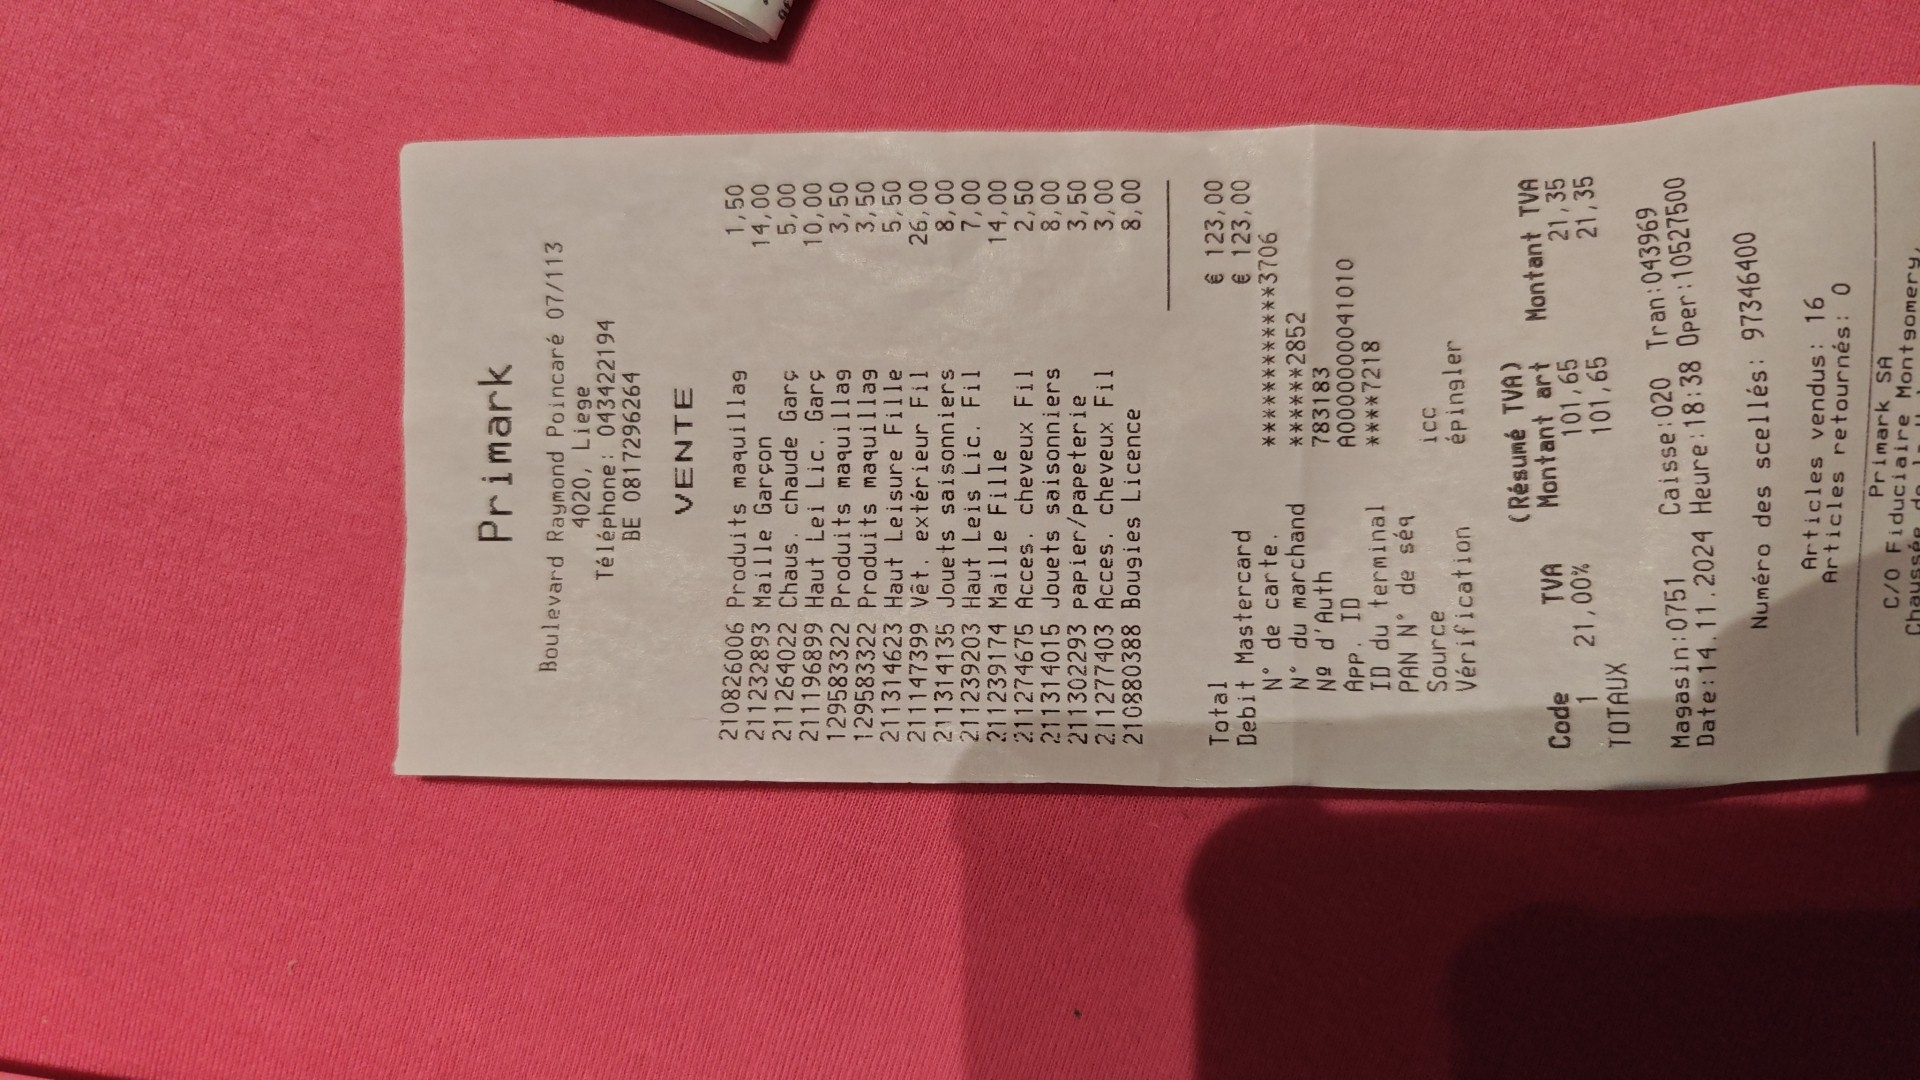 Primark
Boulevard Raymond Poincaré 07/113
4020, Liege
Téléphone: 043422194
BE 0817296264
VENTE
210826006 Produits maquillag 1,50
211232893 Maille Garçon 14,00
211264022 Chaus. chaude Garç 5,00
211196899 Haut Lei Lic. Garç 10,00
129583322 Produits maquillag 3,50
129583322 Produits maquillag 3,50
211314623 Haut Leisure Fille 5,50
211147399 Vêt. extérieur Fil 26,00
211314135 Jouets saisonniers 8,00
211239203 Haut Leis Lic. Fil 7,00
211239174 Maille Fille 14,00
211274675 Acces. cheveux Fil 2,50
211314015 Jouets saisonniers 8,00
211302293 papier/papeterie 3,50
211277403 Acces. cheveux Fil 3,00
210880388 Bougies Licence 8,00
Total € 123,00
Debit Mastercard € 123,00
N° de carte. ************3706
N° du marchand ******2852
Nº d'Auth 783183
App. ID A0000000041010
ID du terminal ****7218
PAN N° de séq
Source icc
Vérification épingler
(Résumé TVA)
Code TVA Montant art Montant TVA
1 21,00% 101,65 21,35
TOTAUX 101,65 21,35
Magasin:0751 Caisse:020 Tran:043969
Date:14.11.2024 Heure:18:38 Oper:10527500
Numéro des scellés: 97346400
Articles vendus: 16
Articles retournés: 0
Primark SA
C/O Fiduciaire Montgomery,
Chaussée de